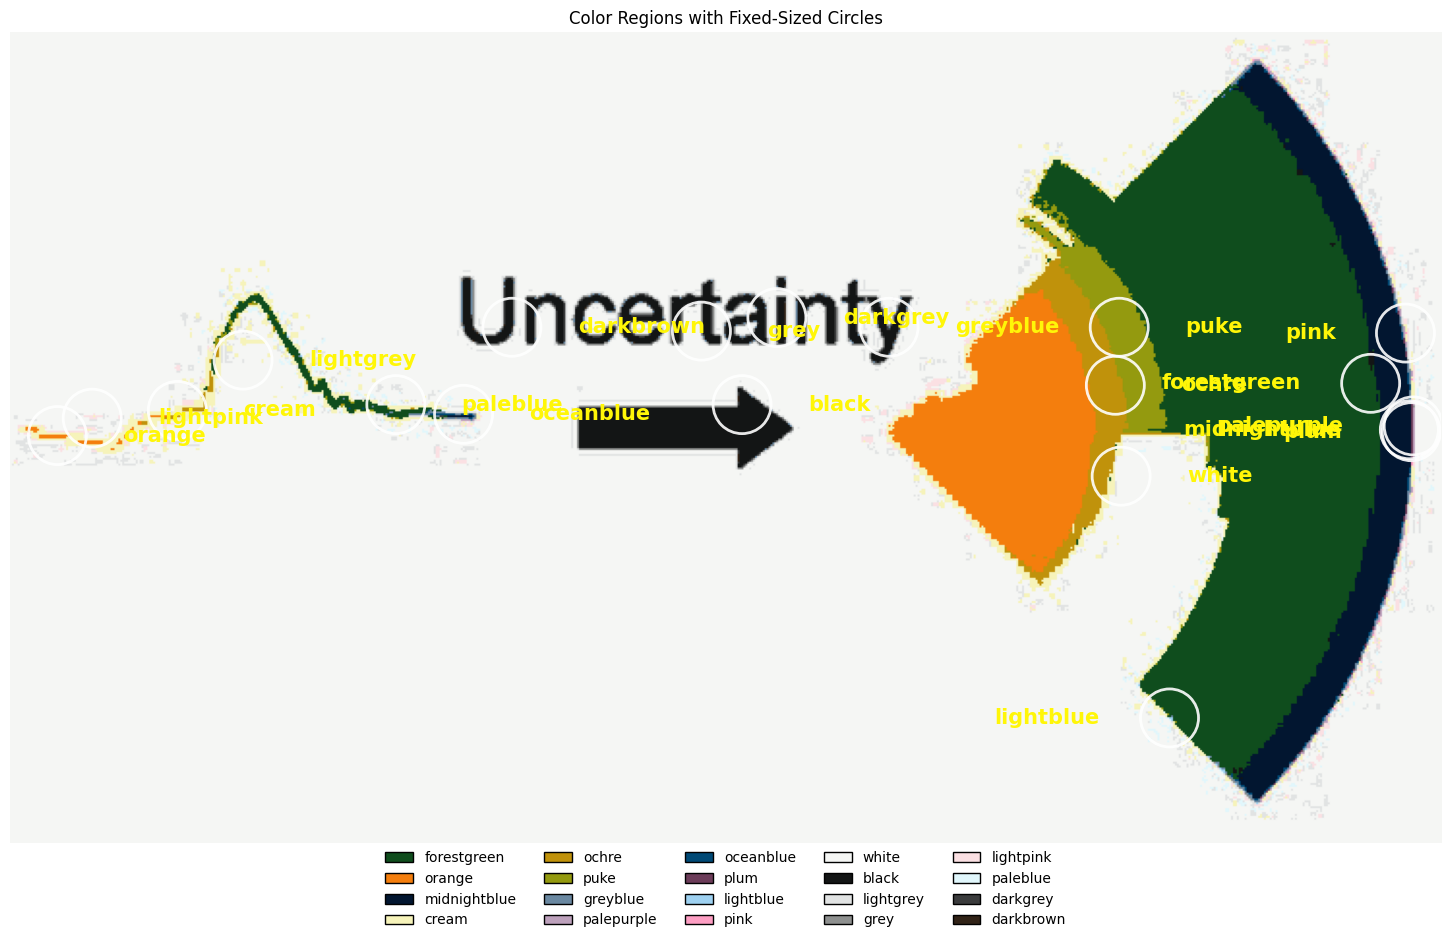 Color Regions with Fixed-Sized Circles
Uncertainty
darkbrown
grey
darkgrey
greyblue
puke
pink
lightgrey
forestgreen
ochre
lightpink
cream
paleblue
oceanblue
black
orange
midnightblue
palepurple
plum
white
lightblue
forestgreen ochre oceanblue white lightpink
orange puke plum black paleblue
midnightblue greyblue lightblue lightgrey darkgrey
cream palepurple pink grey darkbrown